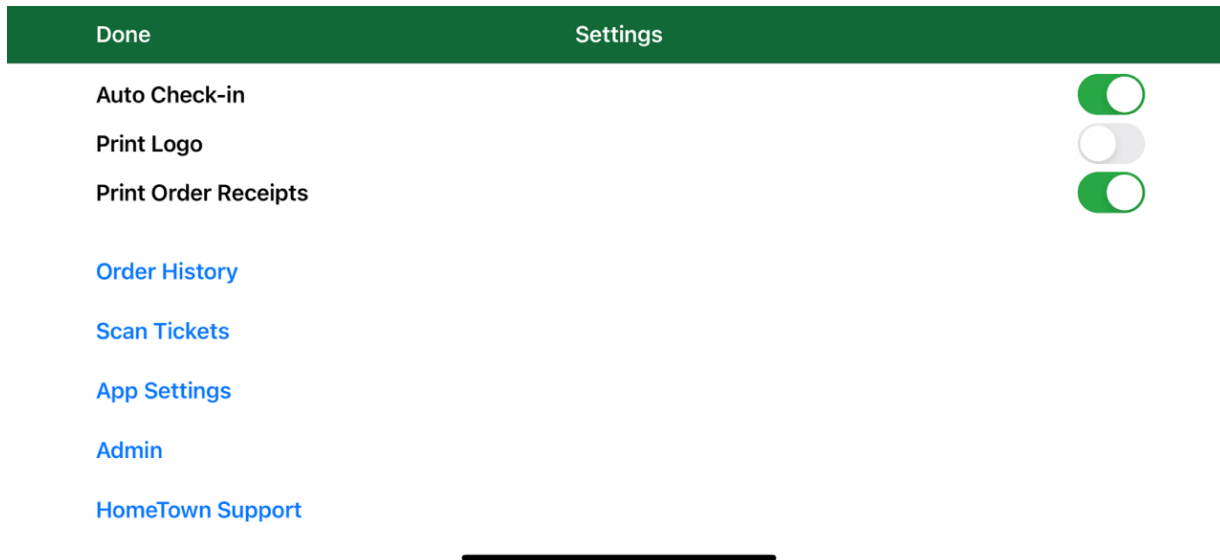 Done
Settings
Auto Check-in
Print Logo
Print Order Receipts
Order History
Scan Tickets
App Settings
Admin
HomeTown Support